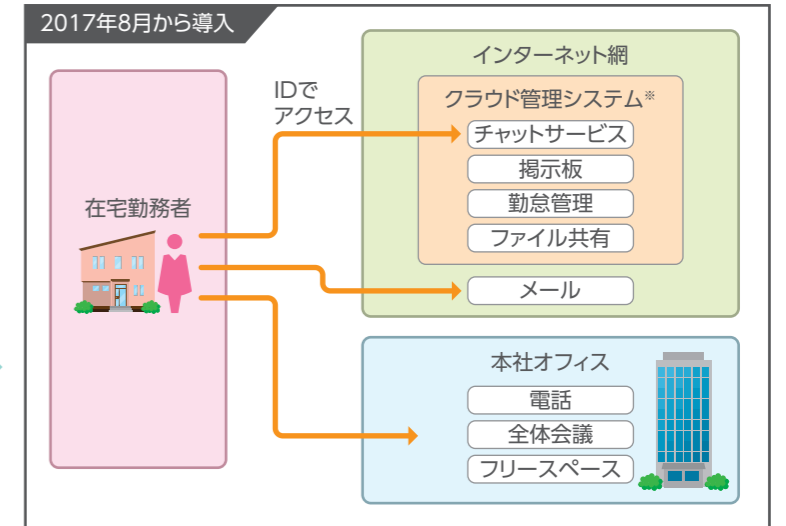 2017年8月から導入
在宅勤務者
IDで
アクセス
インターネット網
クラウド管理システム※
チャットサービス
掲示板
勤怠管理
ファイル共有
メール
本社オフィス
電話
全体会議
フリースペース